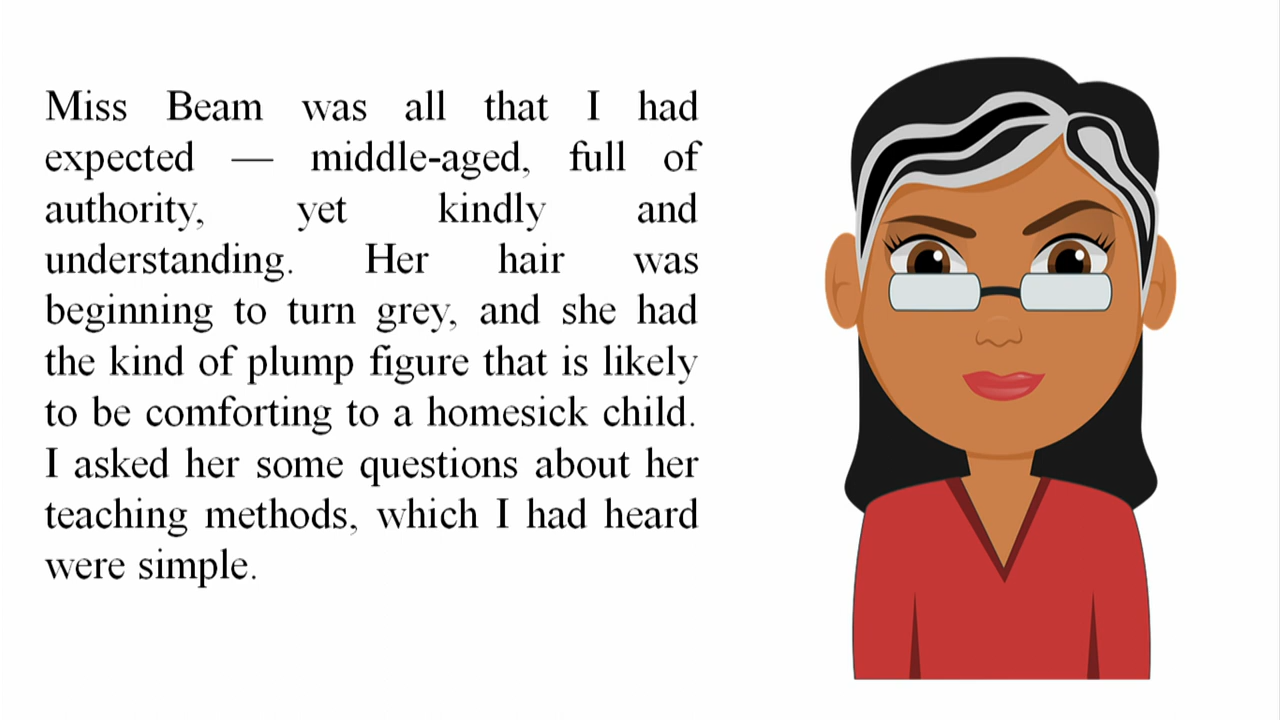 Miss Beam was all that I had
expected — middle-aged, full of
authority, yet kindly and
understanding. Her hair was
beginning to turn grey, and she had
the kind of plump figure that is likely
to be comforting to a homesick child.
I asked her some questions about her
teaching methods, which I had heard
were simple.